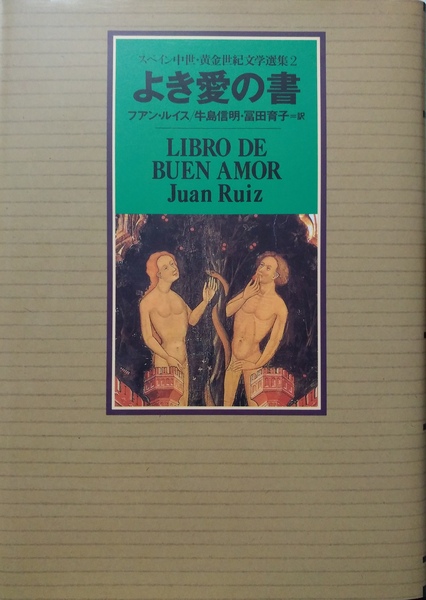 スペイン中世・黄金世紀文学選集2
よき愛の書
フアン・ルイス/牛島信明・冨田育子=訳
LIBRO DE
BUEN AMOR
Juan Ruiz